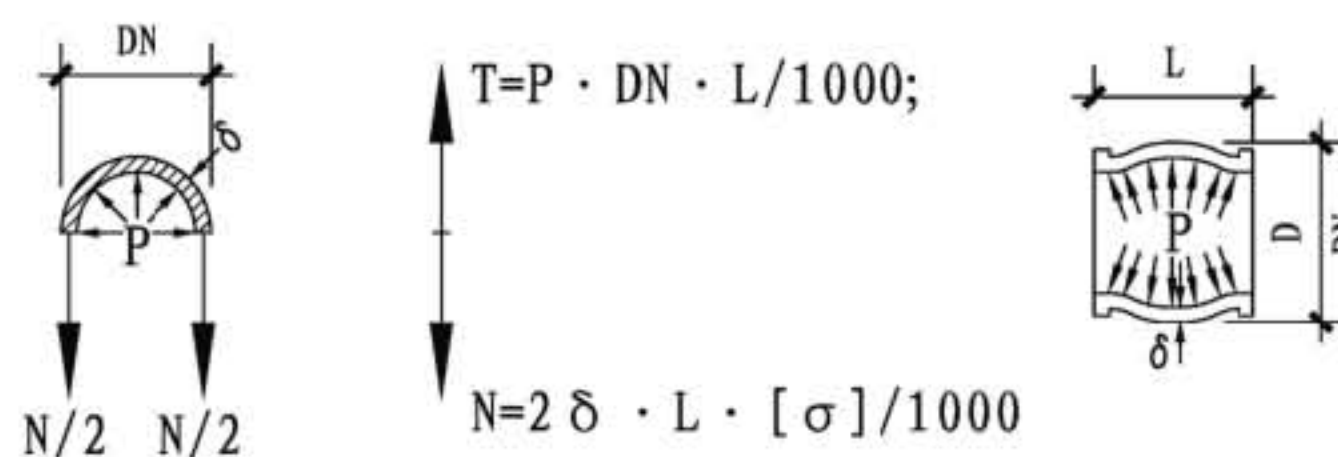 DN
δ
P
N/2 N/2
T=P · DN · L/1000;
N=2 δ · L · [σ]/1000
L
P
D
δ